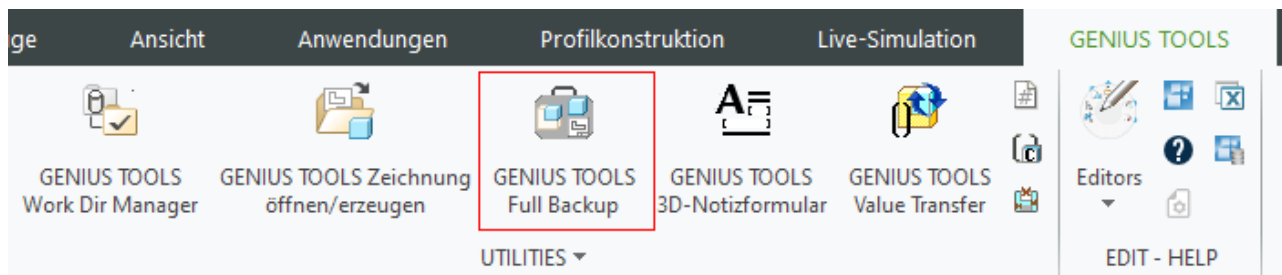 ge Ansicht Anwendungen Profilkonstruktion Live-Simulation GENIUS TOOLS
GENIUS TOOLS Work Dir Manager
GENIUS TOOLS Zeichnung öffnen/erzeugen
GENIUS TOOLS Full Backup
GENIUS TOOLS 3D-Notizformular
GENIUS TOOLS Value Transfer
Editors
UTILITIES
EDIT - HELP